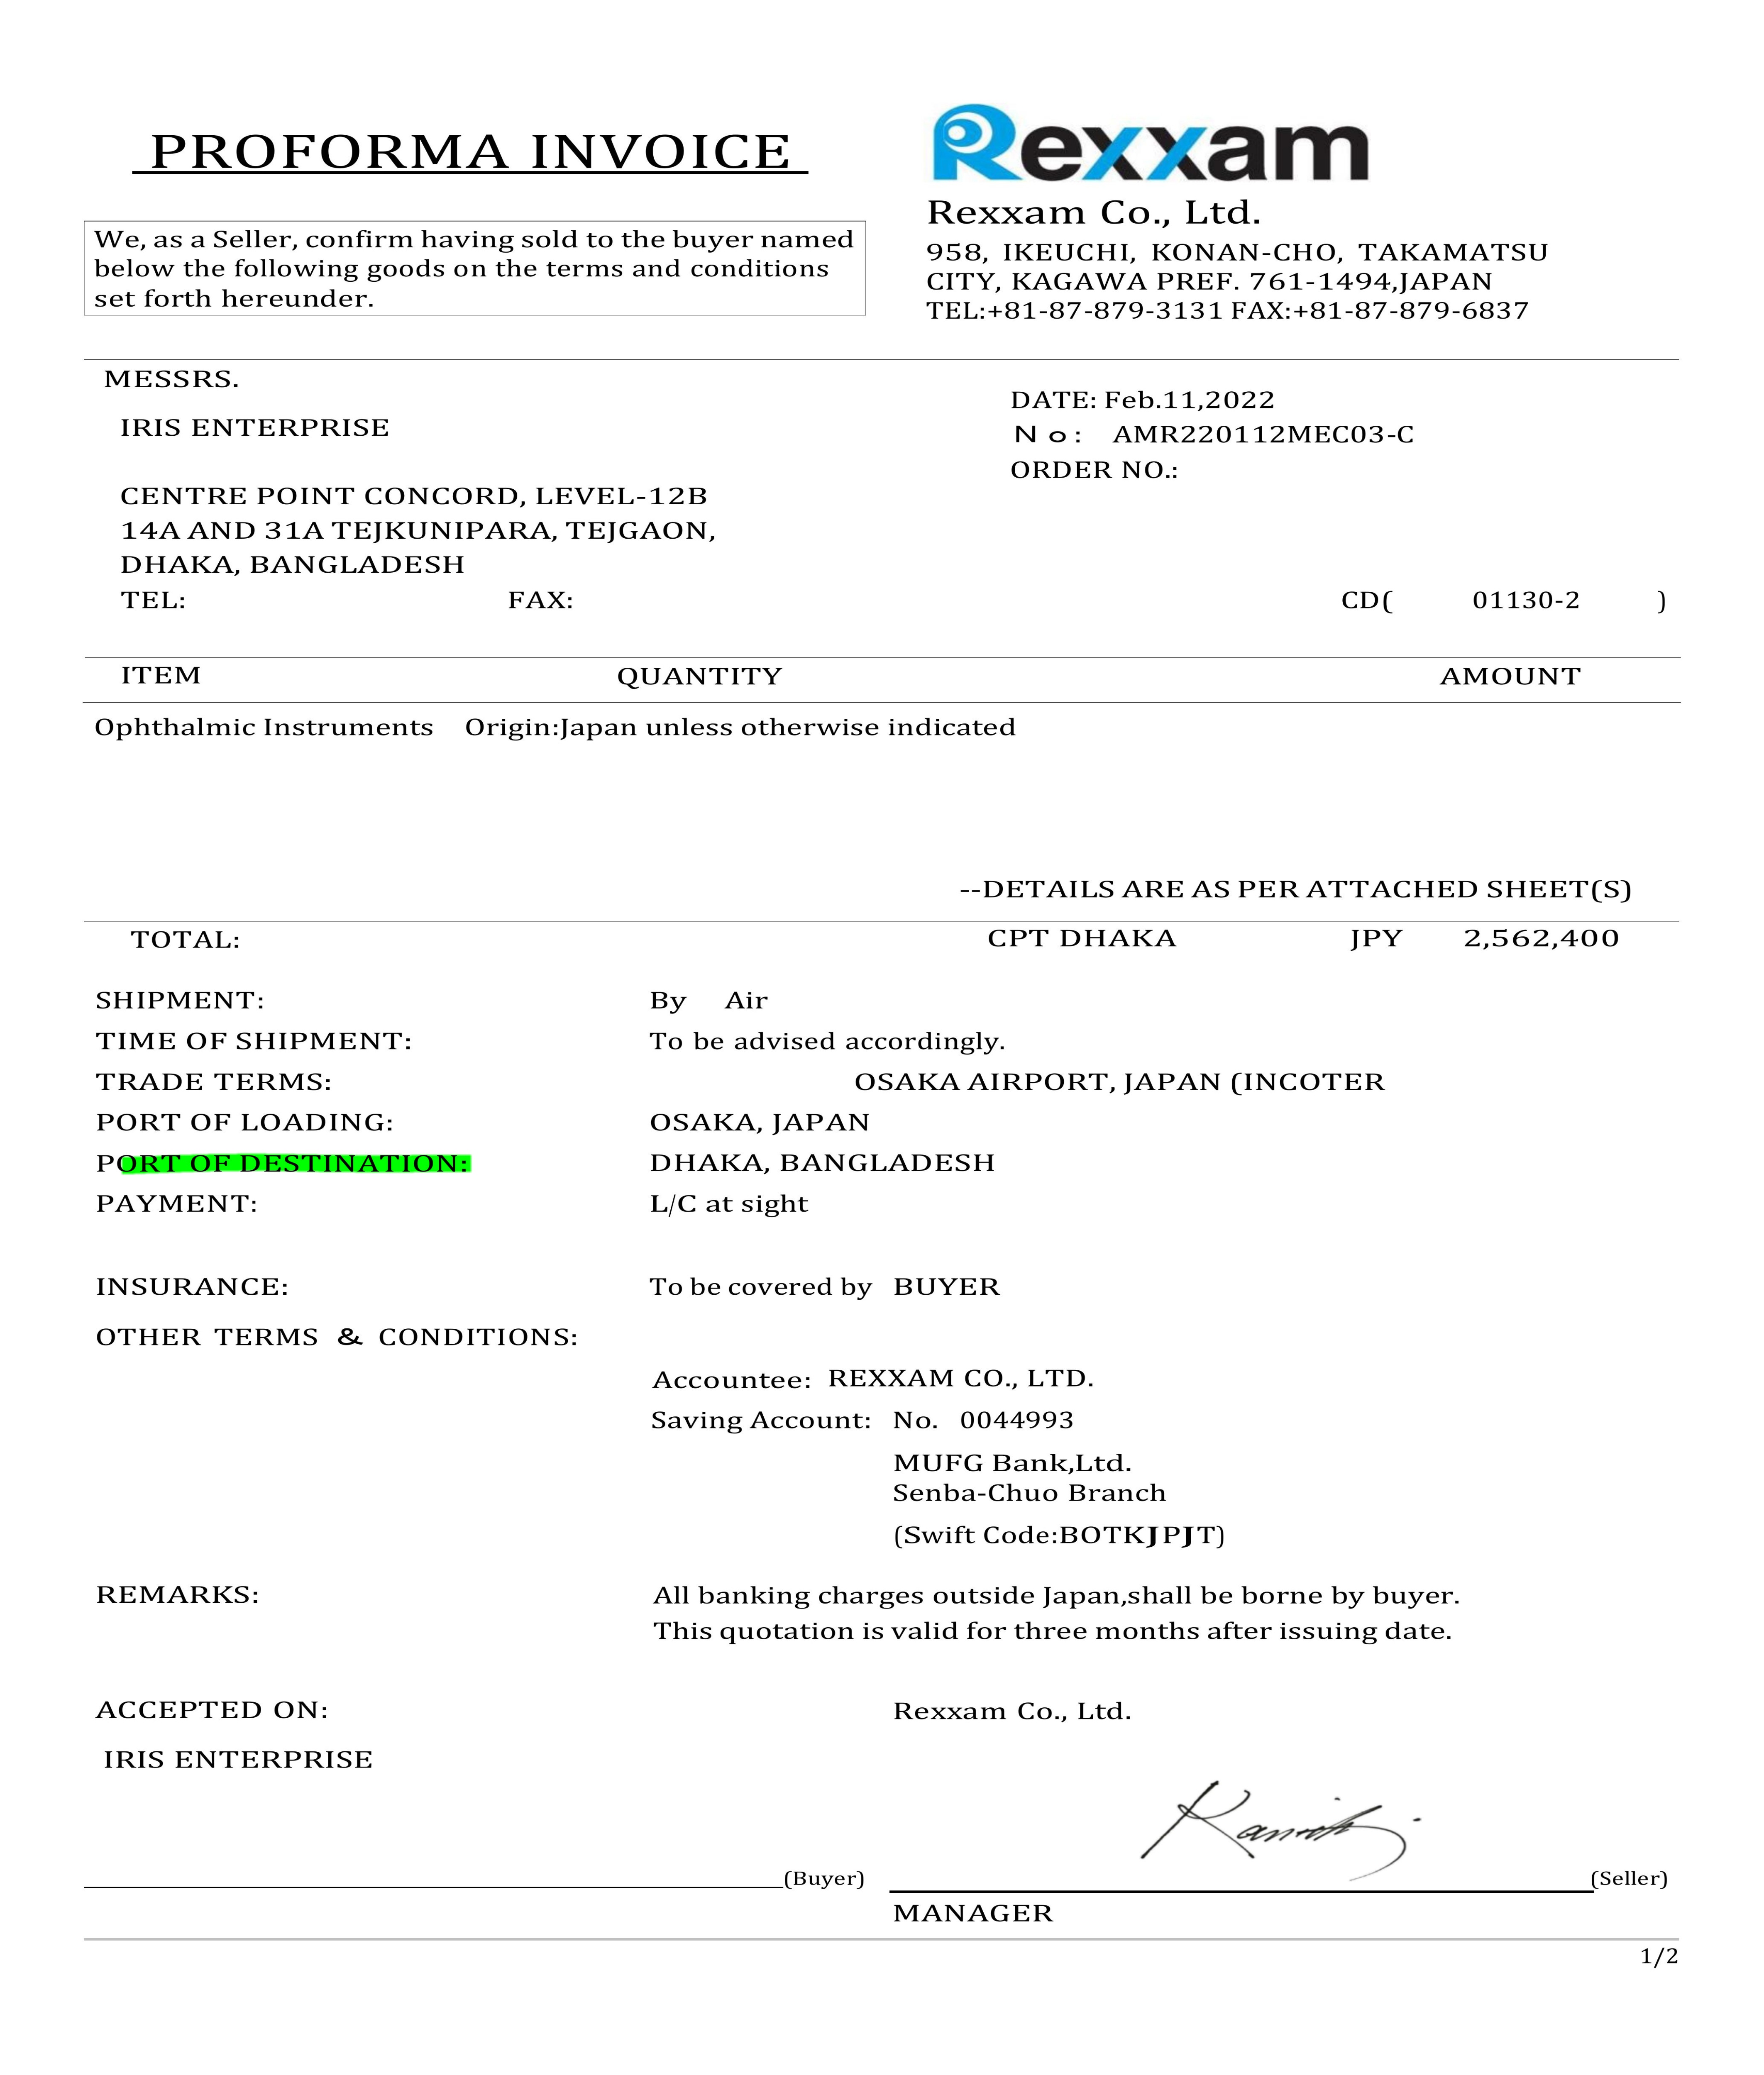 PROFORMA INVOICE
Rexxam
Rexxam Co., Ltd.
We, as a Seller, confirm having sold to the buyer named
below the following goods on the terms and conditions
set forth hereunder.
958, IKEUCHI, KONAN-CHO, TAKAMATSU
CITY, KAGAWA PREF. 761-1494,JAPAN
TEL:+81-87-879-3131 FAX:+81-87-879-6837
MESSRS.
IRIS ENTERPRISE
DATE: Feb.11,2022
No: AMR220112MEC03-C
ORDER NO.:
CENTRE POINT CONCORD, LEVEL-12B
14A AND 31A TEJKUNIPARA, TEJGAON,
DHAKA, BANGLADESH
TEL: FAX: CD( 01130-2 )
ITEM QUANTITY AMOUNT
Ophthalmic Instruments Origin:Japan unless otherwise indicated
--DETAILS ARE AS PER ATTACHED SHEET(S)
TOTAL: CPT DHAKA JPY 2,562,400
SHIPMENT: By Air
TIME OF SHIPMENT: To be advised accordingly.
TRADE TERMS: OSAKA AIRPORT, JAPAN (INCOTER
PORT OF LOADING: OSAKA, JAPAN
PORT OF DESTINATION: DHAKA, BANGLADESH
PAYMENT: L/C at sight
INSURANCE: To be covered by BUYER
OTHER TERMS & CONDITIONS:
Accountee: REXXAM CO., LTD.
Saving Account: No. 0044993
MUFG Bank,Ltd.
Senba-Chuo Branch
(Swift Code:BOTKJPJT)
REMARKS: All banking charges outside Japan,shall be borne by buyer.
This quotation is valid for three months after issuing date.
ACCEPTED ON: Rexxam Co., Ltd.
IRIS ENTERPRISE
(Buyer) (Seller)
MANAGER
1/2